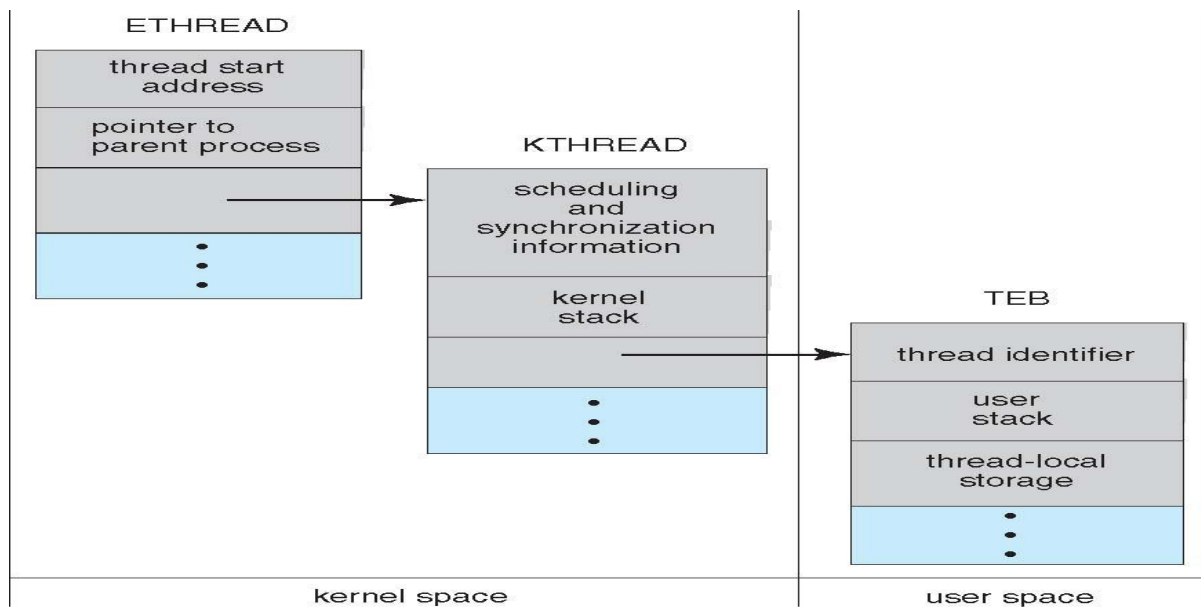 ETHREAD
thread start
address
pointer to
parent process
KTHREAD
scheduling
and
synchronization
information
kernel
stack
TEB
thread identifier
user
stack
thread-local
storage
kernel space
user space